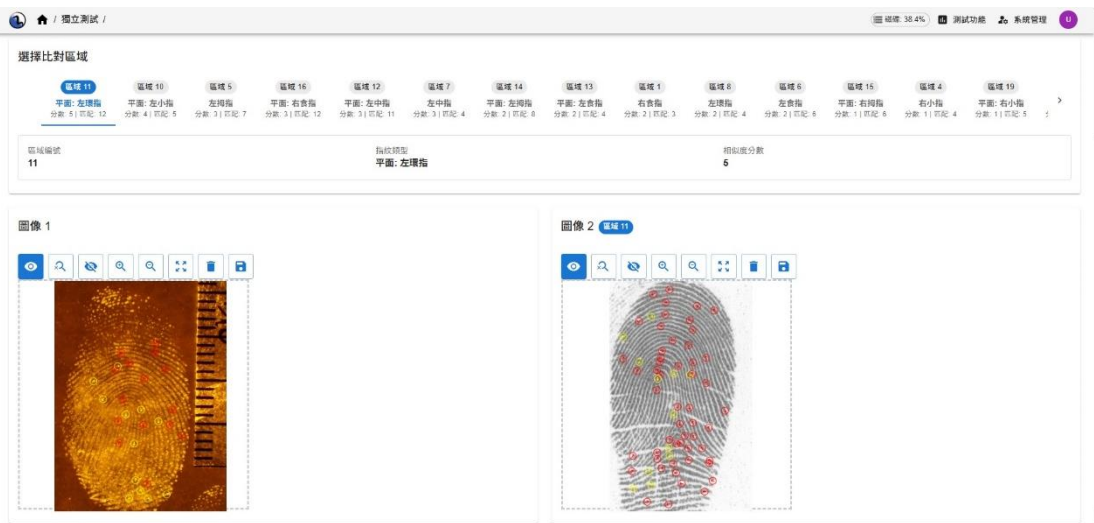 / 獨立測試 /
磁碟: 38.4%
測試功能
系統管理
U
選擇比對區域
區域 11
平面: 左環指
分數: 5 | 匹配: 12
區域 10
平面: 左小指
分數: 4 | 匹配: 5
區域 5
左拇指
分數: 3 | 匹配: 7
區域 16
平面: 右食指
分數: 3 | 匹配: 12
區域 12
平面: 左中指
分數: 3 | 匹配: 11
區域 7
左中指
分數: 3 | 匹配: 4
區域 14
平面: 左拇指
分數: 2 | 匹配: 8
區域 13
平面: 左食指
分數: 2 | 匹配: 4
區域 1
右食指
分數: 2 | 匹配: 3
區域 8
左環指
分數: 2 | 匹配: 4
區域 6
左食指
分數: 2 | 匹配: 6
區域 15
平面: 右拇指
分數: 1 | 匹配: 6
區域 4
右小指
分數: 1 | 匹配: 4
區域 19
平面: 右小指
分數: 1 | 匹配: 5
區域編號
11
指紋類型
平面: 左環指
相似度分數
5
圖像 1
圖像 2 區域 11